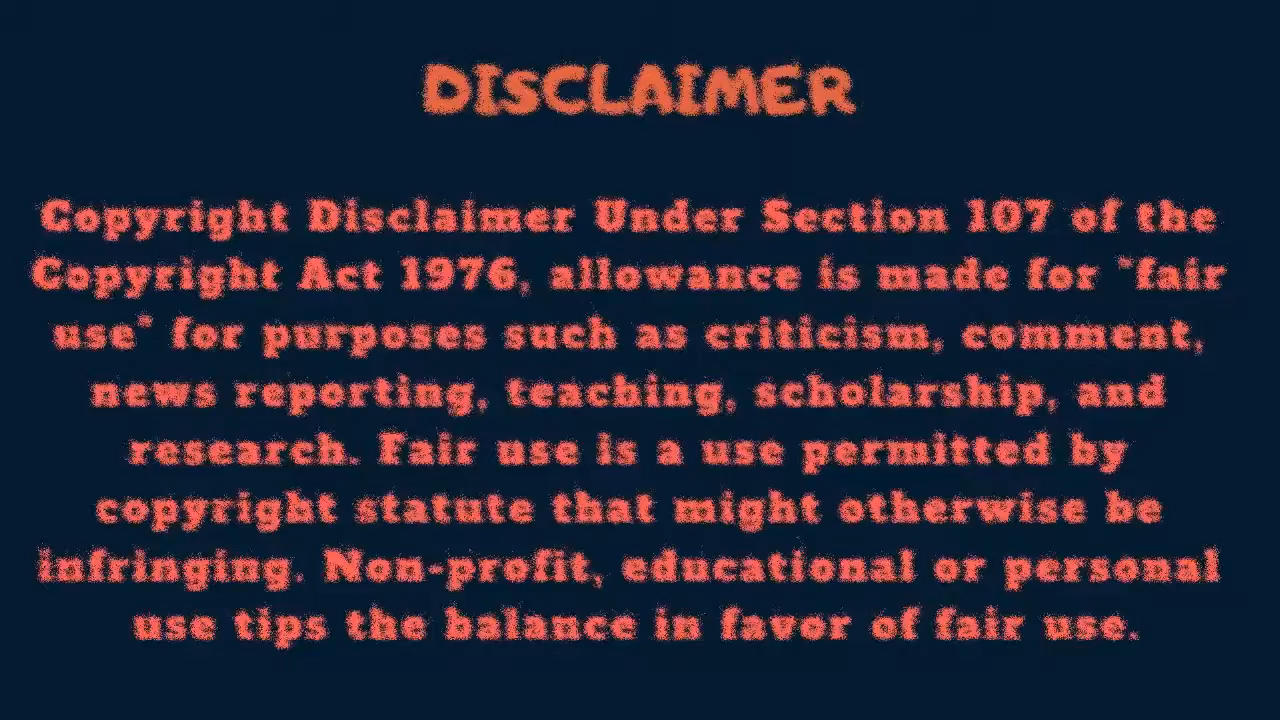 DISCLAIMER
Copyright Disclaimer Under Section 107 of the
Copyright Act 1976, allowance is made for "fair
use" for purposes such as criticism, comment,
news reporting, teaching, scholarship, and
research. Fair use is a use permitted by
copyright statute that might otherwise be
infringing. Non-profit, educational or personal
use tips the balance in favor of fair use.